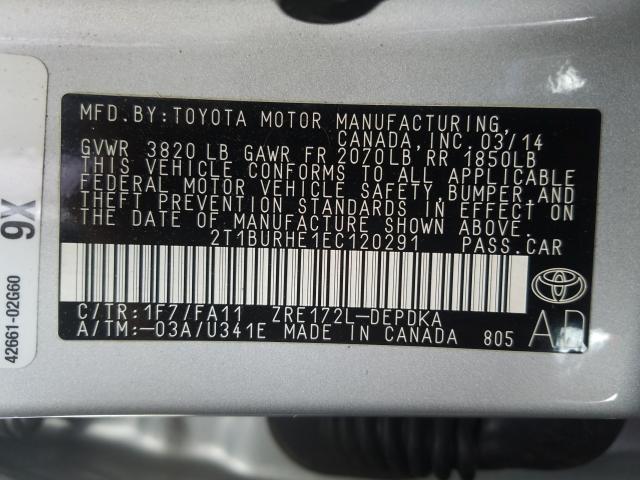 MFD.BY:TOYOTA MOTOR MANUFACTURING,
CANADA,INC.03/14
GVWR 3820 LB GAWR FR 2070LB RR 1850LB
THIS VEHICLE CONFORMS TO ALL APPLICABLE
FEDERAL MOTOR VEHICLE SAFETY,BUMPER,AND
THEFT PREVENTION STANDARDS IN EFFECT ON
THE DATE OF MANUFACTURE SHOWN ABOVE.
2T1BURHE1EC120291 PASS.CAR
C/TR:1F7/FA11 ZRE172L-DEPDKA
A/TM:-03A/U341E MADE IN CANADA 805
AD
9X
42661-02G60